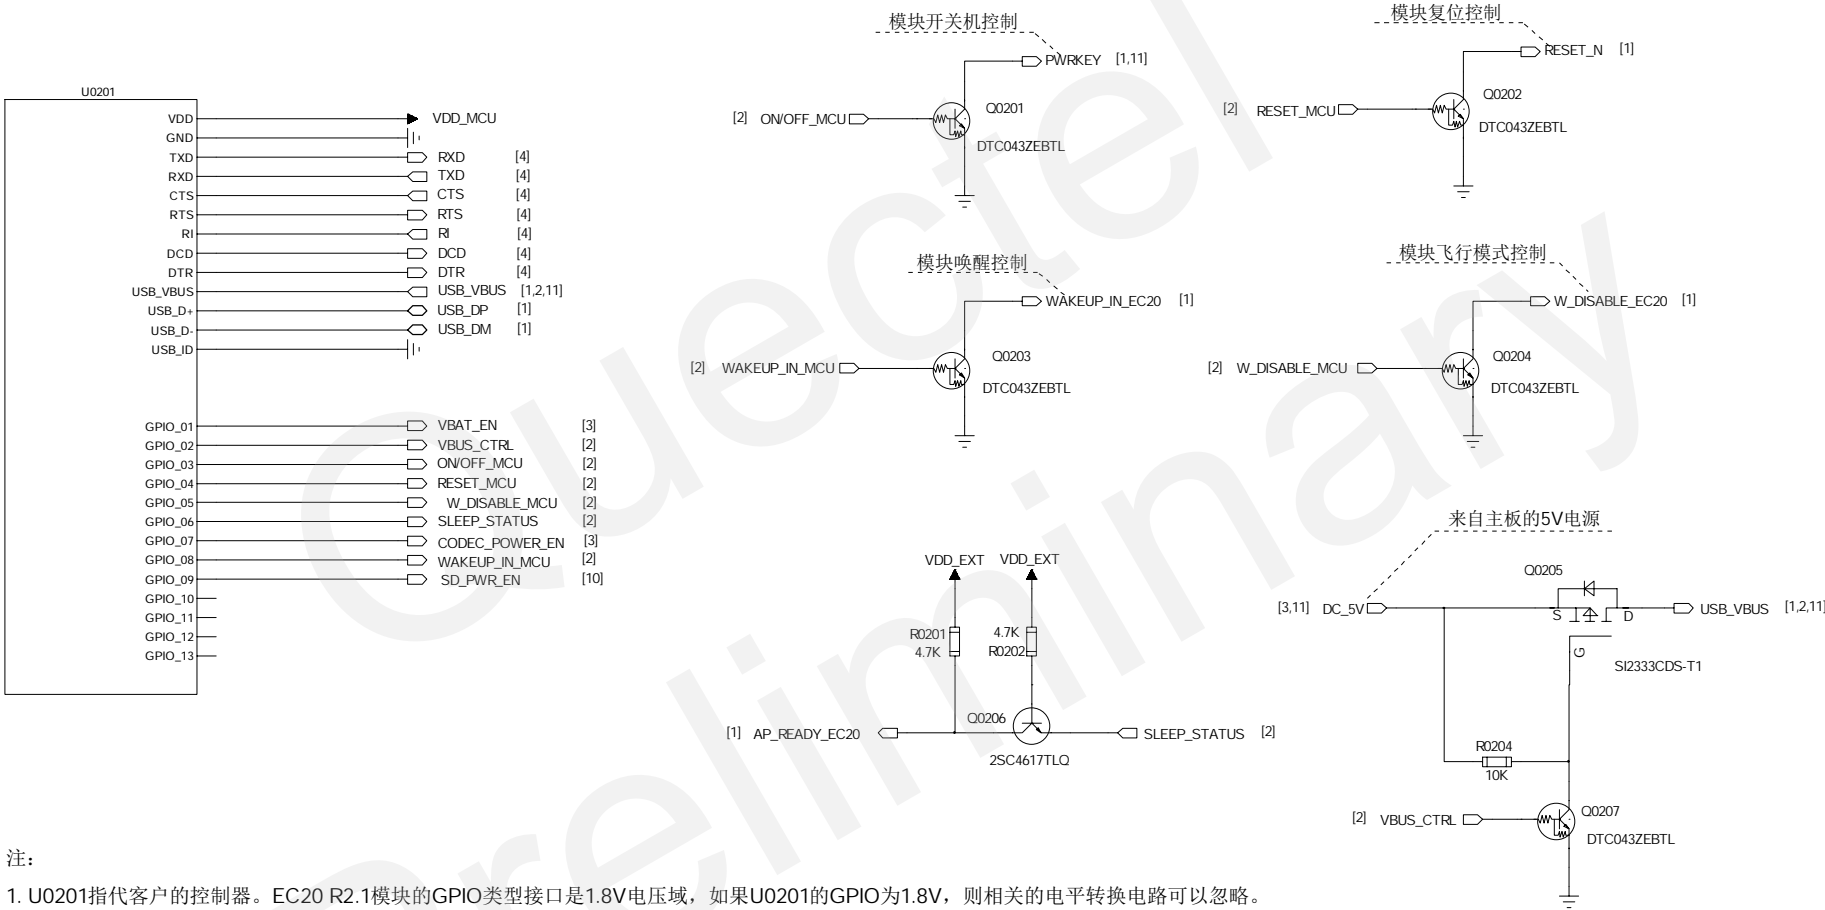 U0201
VDD VDD_MCU
GND
TXD RXD [4]
RXD TXD [4]
CTS CTS [4]
RTS RTS [4]
RI RI [4]
DCD DCD [4]
DTR DTR [4]
USB_VBUS USB_VBUS [1,2,11]
USB_D+ USB_DP [1]
USB_D- USB_DM [1]
USB_ID
GPIO_01 VBAT_EN [3]
GPIO_02 VBUS_CTRL [2]
GPIO_03 ON/OFF_MCU [2]
GPIO_04 RESET_MCU [2]
GPIO_05 W_DISABLE_MCU [2]
GPIO_06 SLEEP_STATUS [2]
GPIO_07 CODEC_POWER_EN [3]
GPIO_08 WAKEUP_IN_MCU [2]
GPIO_09 SD_PWR_EN [10]
GPIO_10
GPIO_11
GPIO_12
GPIO_13
模块开关机控制
PWRKEY [1,11]
[2] ON/OFF_MCU
Q0201
DTC043ZEBTL
模块复位控制
RESET_N [1]
[2] RESET_MCU
Q0202
DTC043ZEBTL
模块唤醒控制
WAKEUP_IN_EC20 [1]
[2] WAKEUP_IN_MCU
Q0203
DTC043ZEBTL
模块飞行模式控制
W_DISABLE_EC20 [1]
[2] W_DISABLE_MCU
Q0204
DTC043ZEBTL
VDD_EXT VDD_EXT
R0201
4.7K
4.7K
R0202
Q0206
[1] AP_READY_EC20
SLEEP_STATUS [2]
2SC4617TLQ
来自主板的5V电源
Q0205
[3,11] DC_5V
S D
USB_VBUS [1,2,11]
G
SI2333CDS-T1
R0204
10K
[2] VBUS_CTRL
Q0207
DTC043ZEBTL
注：
1. U0201指代客户的控制器。EC20 R2.1模块的GPIO类型接口是1.8V电压域，如果U0201的GPIO为1.8V，则相关的电平转换电路可以忽略。
Quectel
Preliminary